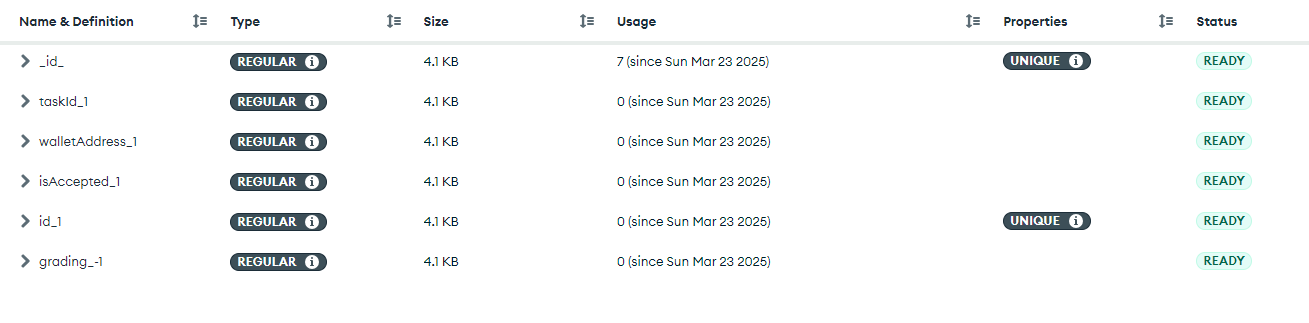 Name & Definition Type Size Usage Properties Status
_id_ REGULAR 4.1 KB 7 (since Sun Mar 23 2025) UNIQUE READY
taskId_1 REGULAR 4.1 KB 0 (since Sun Mar 23 2025) READY
walletAddress_1 REGULAR 4.1 KB 0 (since Sun Mar 23 2025) READY
isAccepted_1 REGULAR 4.1 KB 0 (since Sun Mar 23 2025) READY
id_1 REGULAR 4.1 KB 0 (since Sun Mar 23 2025) UNIQUE READY
grading_-1 REGULAR 4.1 KB 0 (since Sun Mar 23 2025) READY